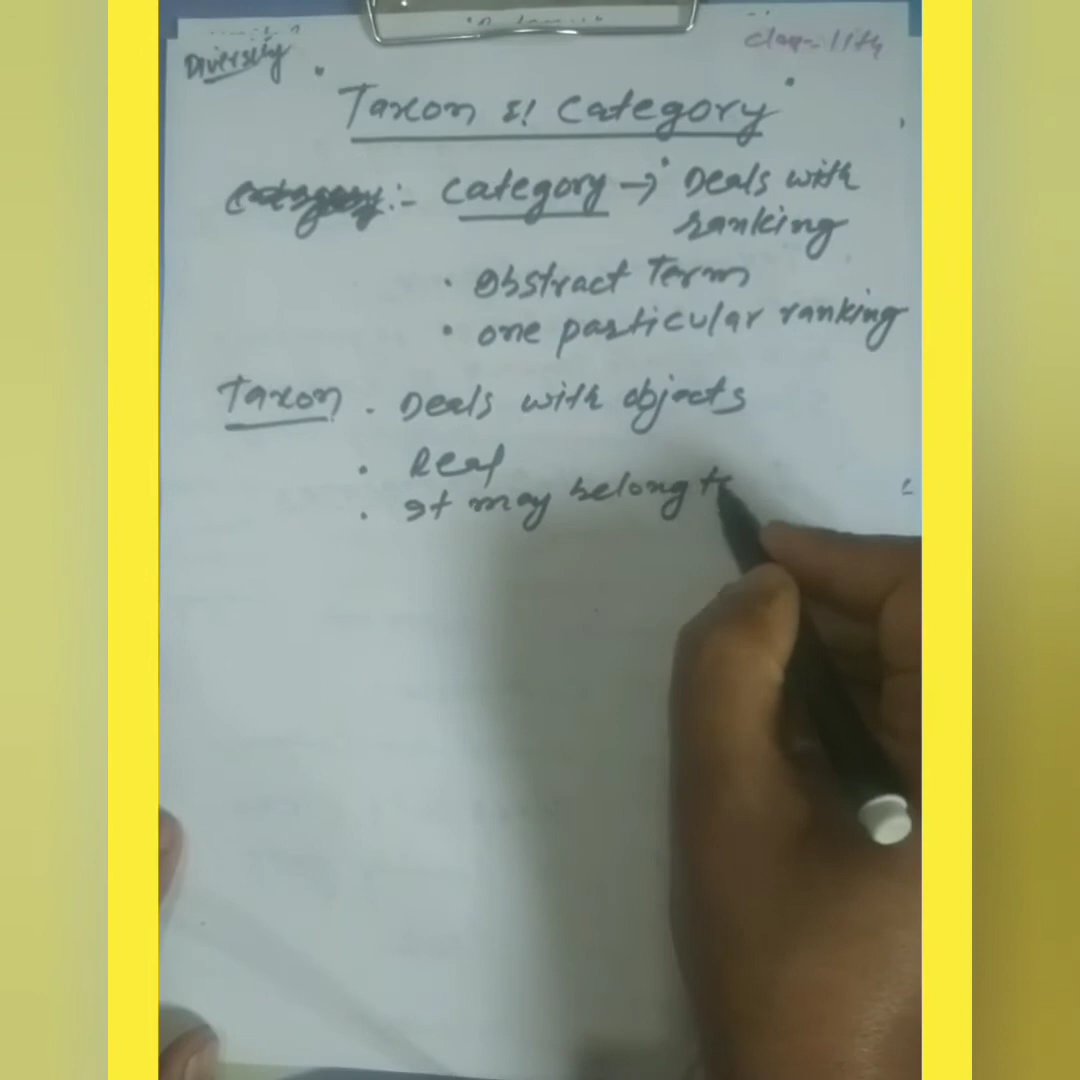 Diversity
class- 11th
Taxon & Category
:- Category → Deals with
ranking
• Obstract Term
• one particular ranking
Taxon . Deals with objects
• Real
• It may belong to